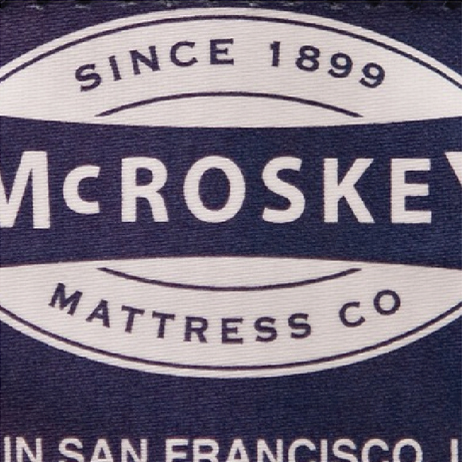 SINCE 1899
McROSKEY
MATTRESS CO
IN SAN FRANCISCO,